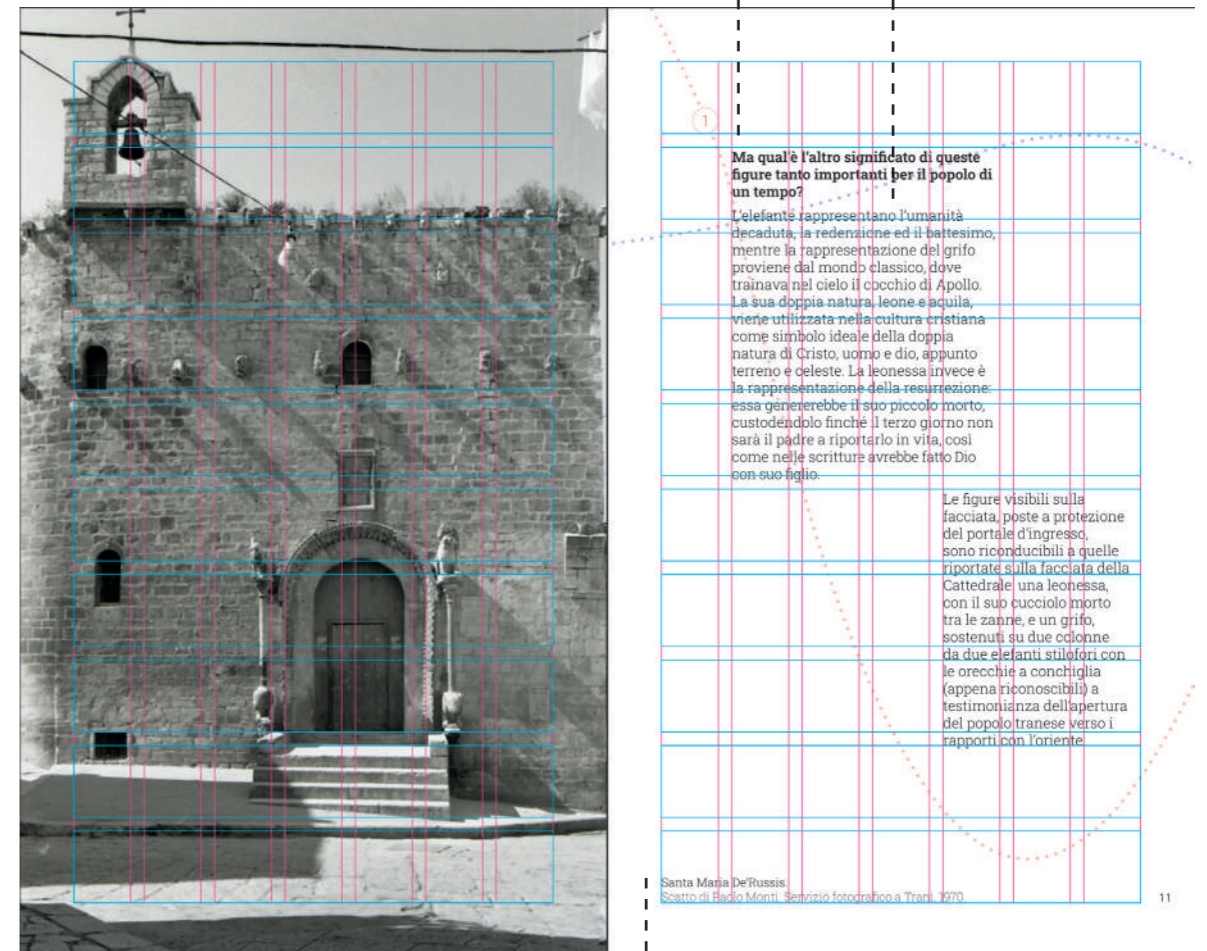 1
Ma qual'è l'altro significato di queste
figure tanto importanti per il popolo di
un tempo?
L'elefante rappresentano l'umanità
decaduta, la redenzione ed il battesimo,
mentre la rappresentazione del grifo
proviene dal mondo classico, dove
trainava nel cielo il cocchio di Apollo.
La sua doppia natura, leone e aquila,
viene utilizzata nella cultura cristiana
come simbolo ideale della doppia
natura di Cristo, uomo e dio, appunto
terreno e celeste. La leonessa invece è
la rappresentazione della resurrezione:
essa genererebbe il suo piccolo morto,
custodendolo finché il terzo giorno non
sarà il padre a riportarlo in vita, così
come nelle scritture avrebbe fatto Dio
con suo figlio.
Le figure visibili sulla
facciata, poste a protezione
del portale d'ingresso,
sono riconducibili a quelle
riportate sulla facciata della
Cattedrale: una leonessa,
con il suo cucciolo morto
tra le zanne, e un grifo,
sostenuti su due colonne
da due elefanti stilofori con
le orecchie a conchiglia
(appena riconoscibili) a
testimonianza dell'apertura
del popolo tranese verso i
rapporti con l'oriente.
Santa Maria De'Russis.
Scatto di Paolo Monti. Servizio fotografico a Trani, 1970.
11